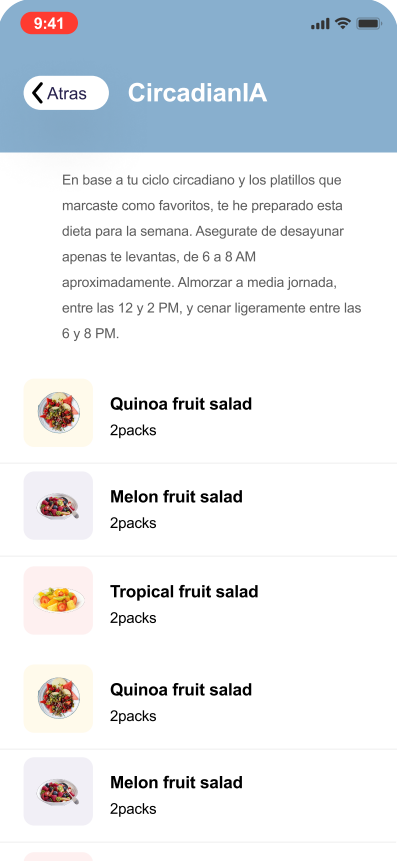 9:41
Atras
CircadianIA
En base a tu ciclo circadiano y los platillos que
marcaste como favoritos, te he preparado esta
dieta para la semana. Asegurate de desayunar
apenas te levantas, de 6 a 8 AM
aproximadamente. Almorzar a media jornada,
entre las 12 y 2 PM, y cenar ligeramente entre las
6 y 8 PM.
Quinoa fruit salad
2packs
Melon fruit salad
2packs
Tropical fruit salad
2packs
Quinoa fruit salad
2packs
Melon fruit salad
2packs